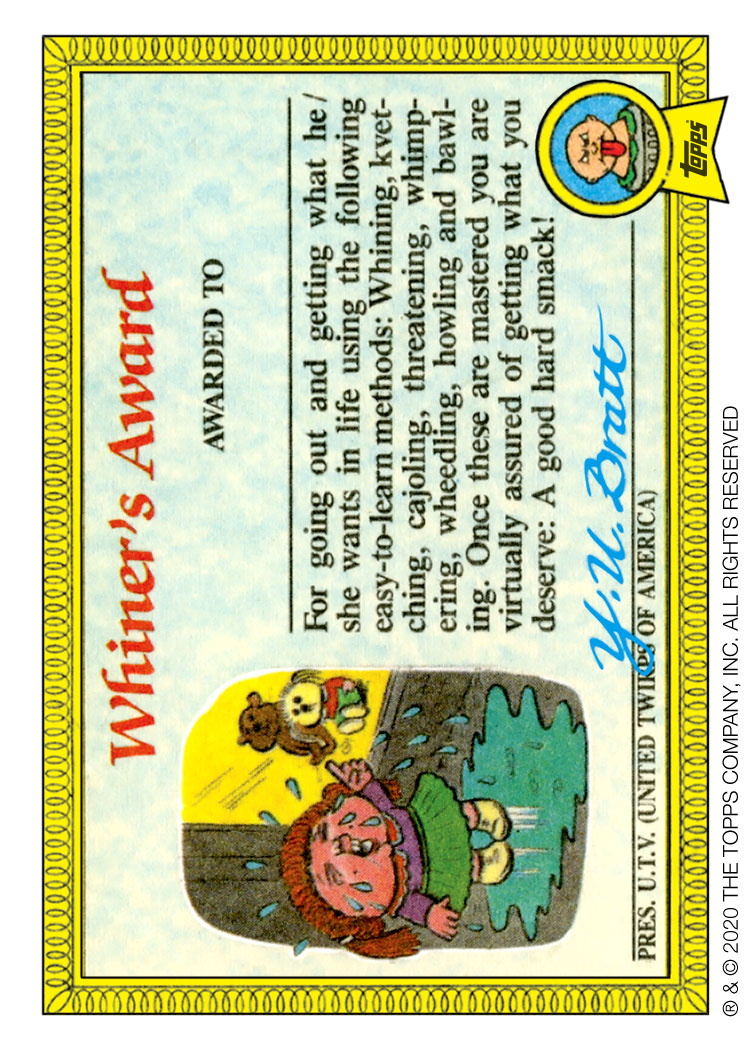 Whiner's Award
AWARDED TO
For going out and getting what he/
she wants in life using the following
easy-to-learn methods: Whining, kvet-
ching, cajoling, threatening, whimp-
ering, wheedling, howling and bawl-
ing. Once these are mastered you are
virtually assured of getting what you
deserve: A good hard smack!
Y.U. Bratt
PRES. U.T.V. (UNITED TWIRPS OF AMERICA)
topps
® & © 2020 THE TOPPS COMPANY, INC. ALL RIGHTS RESERVED